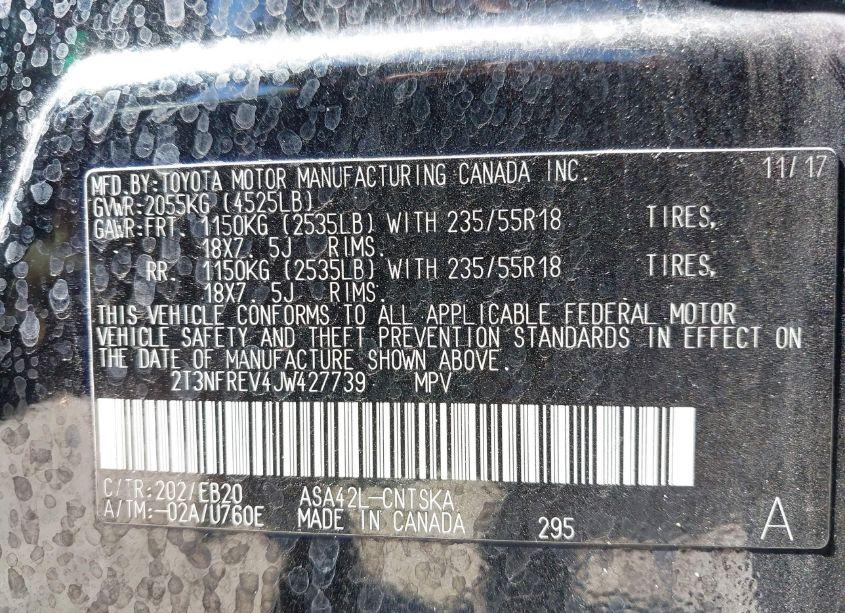 MFD.BY:TOYOTA MOTOR MANUFACTURING CANADA INC. 11/17
GVWR:2055KG (4525LB)
GAWR:FRT. 1150KG (2535LB) WITH 235/55R18 TIRES,
18X7. 5J RIMS.
RR. 1150KG (2535LB) WITH 235/55R18 TIRES,
18X7. 5J RIMS.
THIS VEHICLE CONFORMS TO ALL APPLICABLE FEDERAL MOTOR
VEHICLE SAFETY AND THEFT PREVENTION STANDARDS IN EFFECT ON
THE DATE OF MANUFACTURE SHOWN ABOVE.
2T3NFREV4JW427739 MPV
C/TR:202/EB20 ASA42L-CNTSKA
A/TM:-02A/U760E MADE IN CANADA 295 A